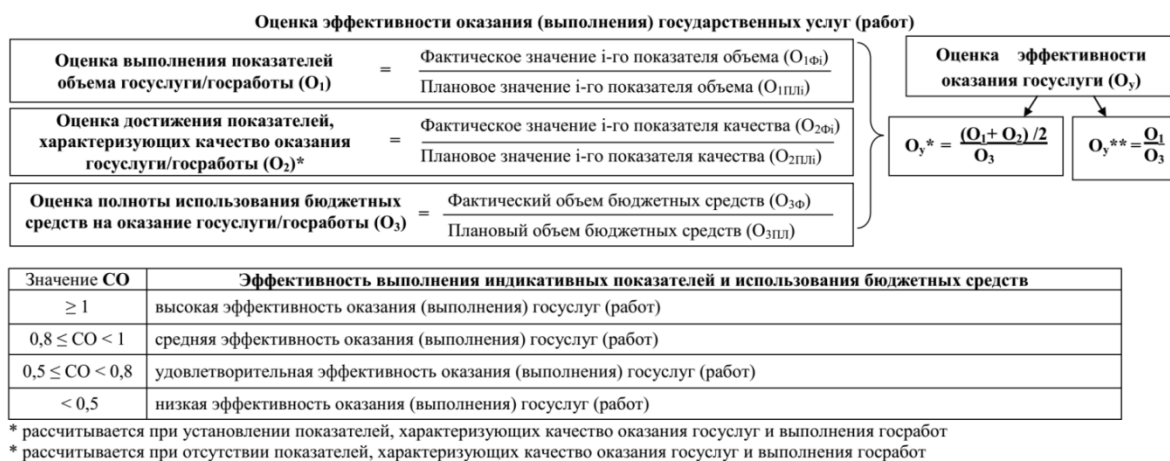 Оценка эффективности оказания (выполнения) государственных услуг (работ)
Оценка выполнения показателей
объема госуслуги/госработы (О1)
=
Фактическое значение i-го показателя объема (О1Фi)
Плановое значение i-го показателя объема (О1ПЛi)
Оценка достижения показателей,
характеризующих качество оказания
госуслуги/госработы (О2)*
=
Фактическое значение i-го показателя качества (О2Фi)
Плановое значение i-го показателя качества (О2ПЛi)
Оценка полноты использования бюджетных
средств на оказание госуслуги/госработы (О3)
=
Фактический объем бюджетных средств (О3Ф)
Плановый объем бюджетных средств (О3ПЛ)
Оценка эффективности
оказания госуслуги (Оу)
Оу* = (О1+ О2) /2
О3
Оу**= О1
О3
Значение СО Эффективность выполнения индикативных показателей и использования бюджетных средств
≥ 1 высокая эффективность оказания (выполнения) госуслуг (работ)
0,8 ≤ СО < 1 средняя эффективность оказания (выполнения) госуслуг (работ)
0,5 ≤ СО < 0,8 удовлетворительная эффективность оказания (выполнения) госуслуг (работ)
< 0,5 низкая эффективность оказания (выполнения) госуслуг (работ)
* рассчитывается при установлении показателей, характеризующих качество оказания госуслуг и выполнения госработ
* рассчитывается при отсутствии показателей, характеризующих качество оказания госуслуг и выполнения госработ